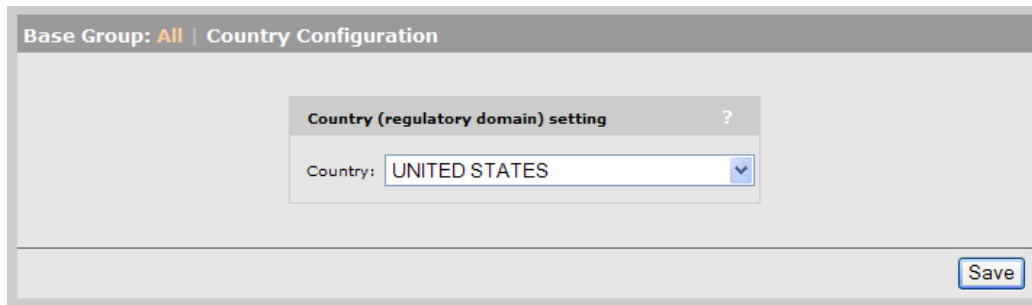 Base Group: All | Country Configuration
Country (regulatory domain) setting ?
Country: UNITED STATES
Save